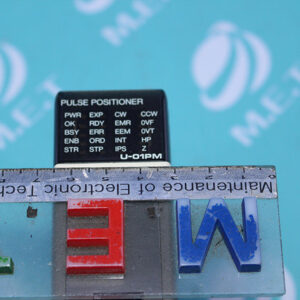 PULSE POSITIONER
PWR EXP CW CCW
OK RDY EMR OVF
BSY ERR EEM OVT
ENB ORD INT HP
STR STP IPS Z
U-01PM
Maintenance of Electronic Tech
M.E.T
M.E.T
M.E.T
E M